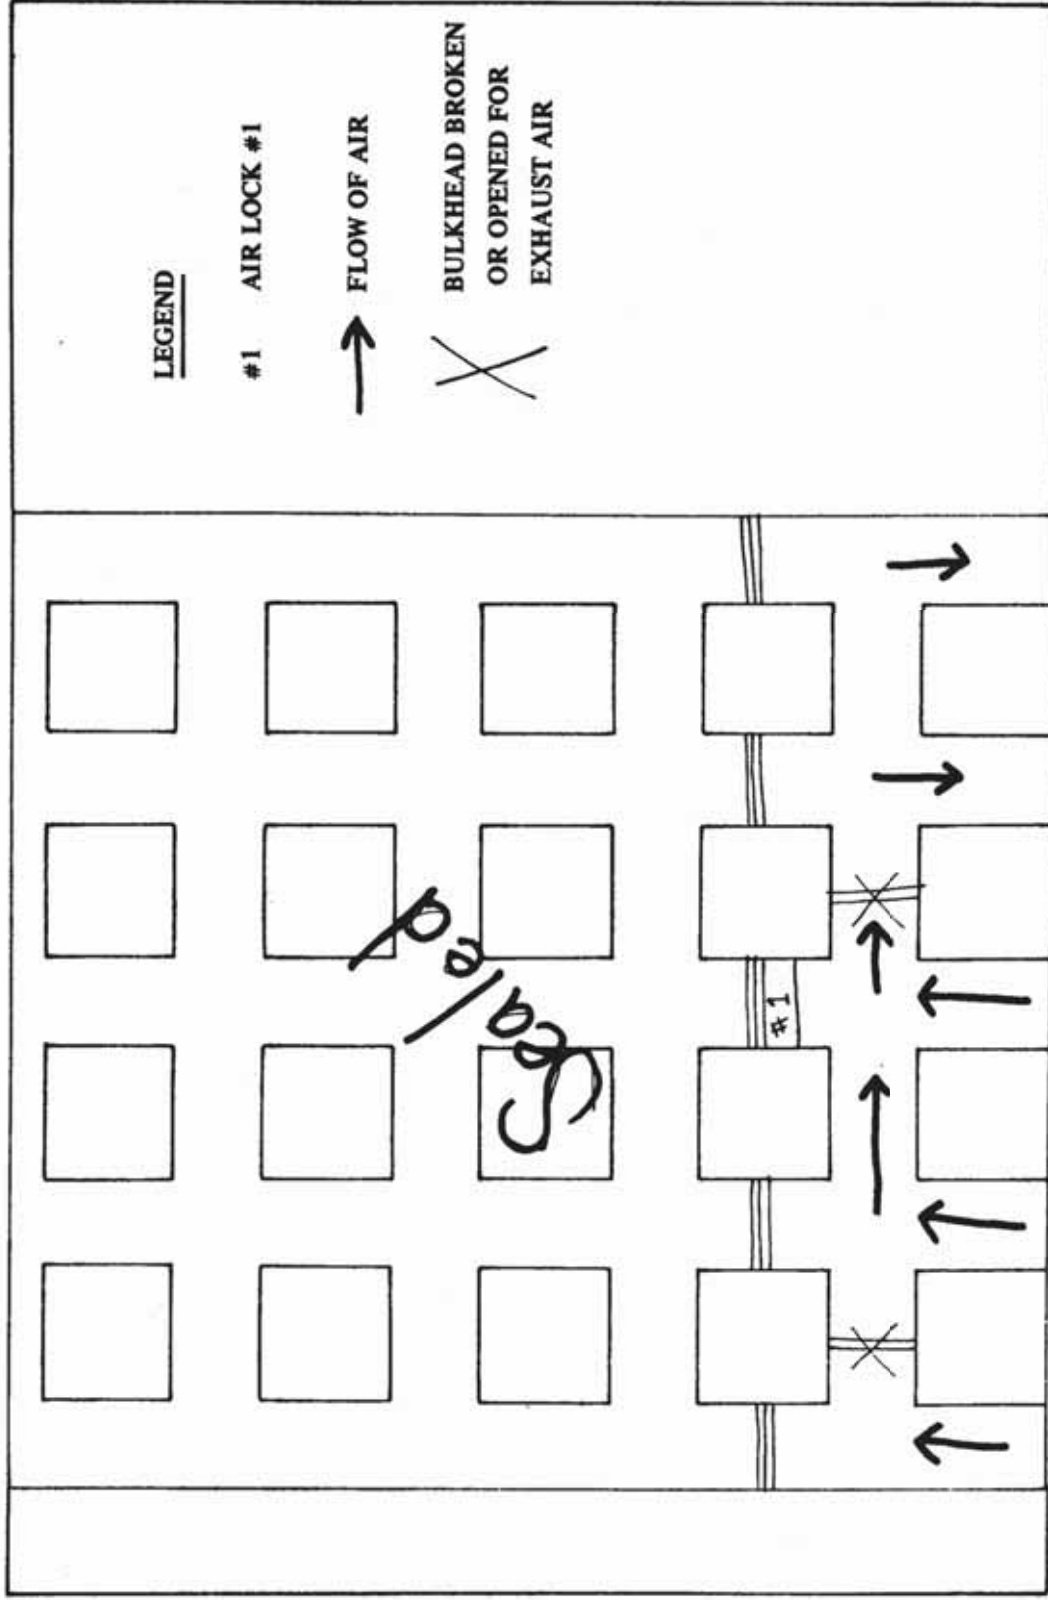 LEGEND
#1 AIR LOCK #1
FLOW OF AIR
BULKHEAD BROKEN
OR OPENED FOR
EXHAUST AIR
Sealed
#1